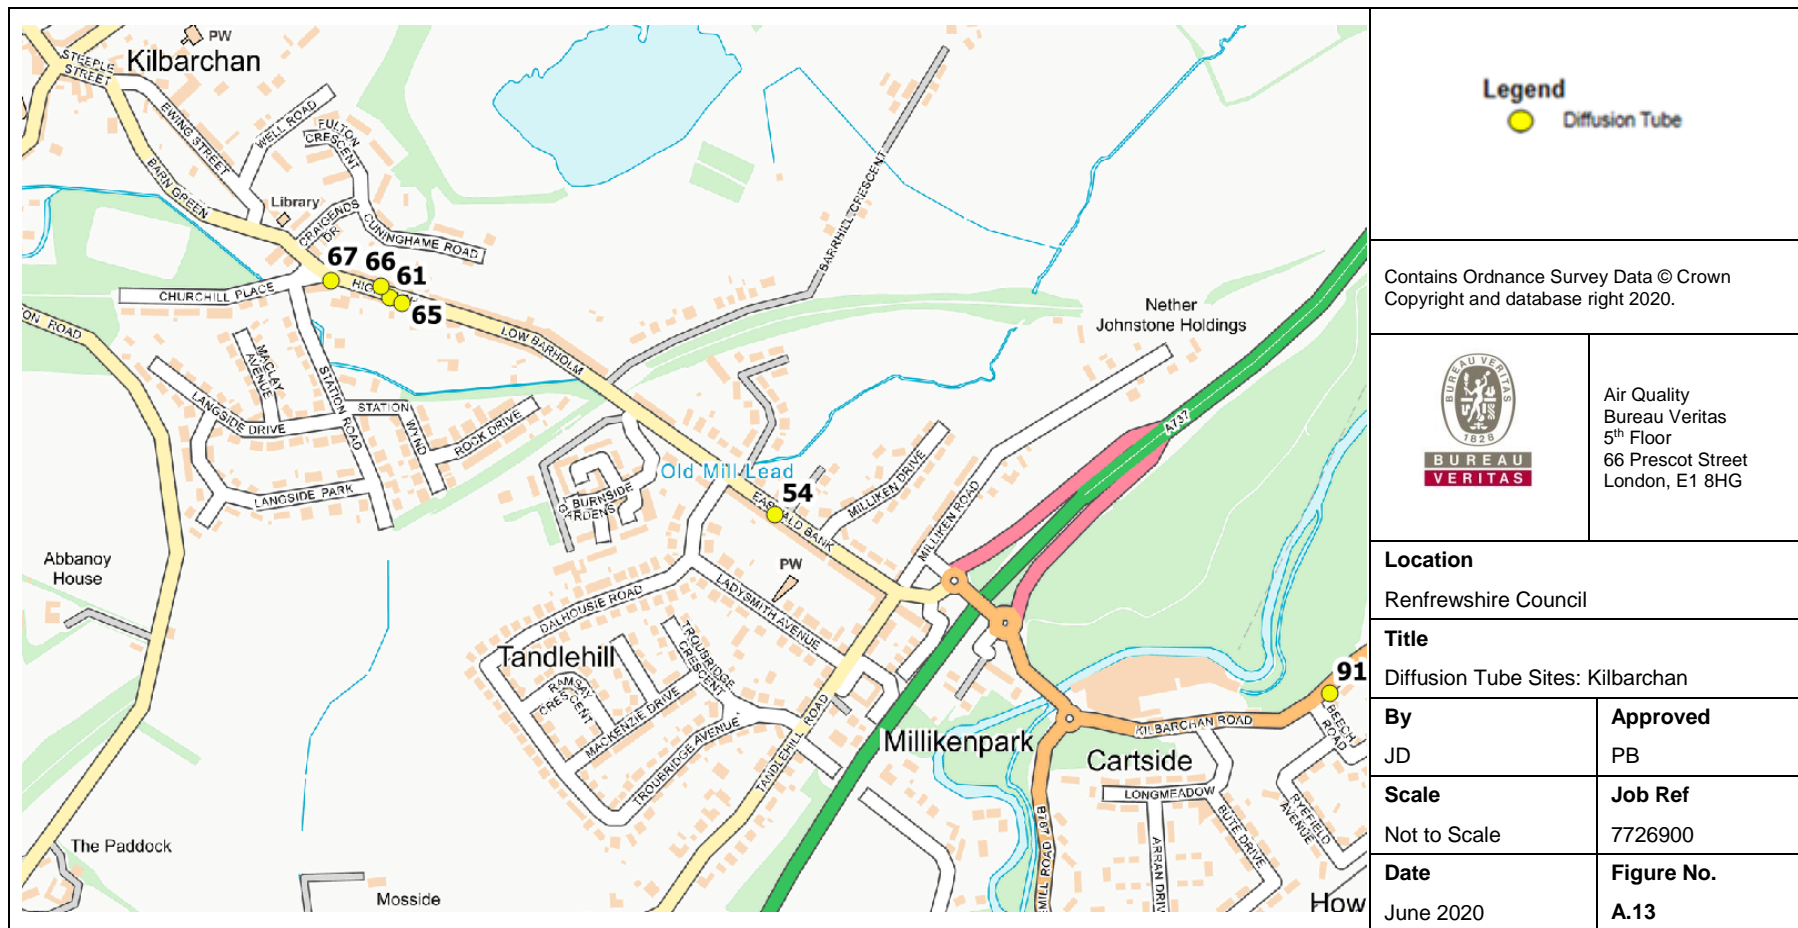 PW
Kilbarchan
STEEPLE
STREET
EWING STREET
WELL ROAD
FULTON
CRESCENT
BARN GREEN
Library
CRAIGENDS
DR
CUNINGHAME ROAD
BARRHILL CRESCENT
67
66
61
65
CHURCHILL PLACE
LOW BARHOLM
Nether
Johnstone Holdings
ON ROAD
MACLAY
AVENUE
STATION ROAD
LANGSIDE DRIVE
STATION
WYND
ROCK DRIVE
LANGSIDE PARK
A737
Old Mill Lead
54
BURNSIDE
GARDENS
MILLIKEN DRIVE
MILLIKEN ROAD
PW
Abbanoy
House
DALHOUSIE ROAD
LADYSMITH AVENUE
Tandlehill
TROUBRIDGE
CRESCENT
RAMSAY
CRESCENT
MACKENZIE DRIVE
TROUBRIDGE AVENUE
TANDLEHILL ROAD
91
BEECH
ROAD
KILBARCHAN ROAD
Millikenpark
Cartside
LONGMEADOW
BUTE DRIVE
RYEFIELD
AVENUE
ARRAN DRIV
B787
EMILL ROAD
The Paddock
Mosside
How
Legend
Diffusion Tube
Contains Ordnance Survey Data © Crown
Copyright and database right 2020.
BUREAU VERITAS
1828
BUREAU
VERITAS
Air Quality
Bureau Veritas
5th Floor
66 Prescot Street
London, E1 8HG
Location
Renfrewshire Council
Title
Diffusion Tube Sites: Kilbarchan
By
Approved
JD
PB
Scale
Job Ref
Not to Scale
7726900
Date
Figure No.
June 2020
A.13